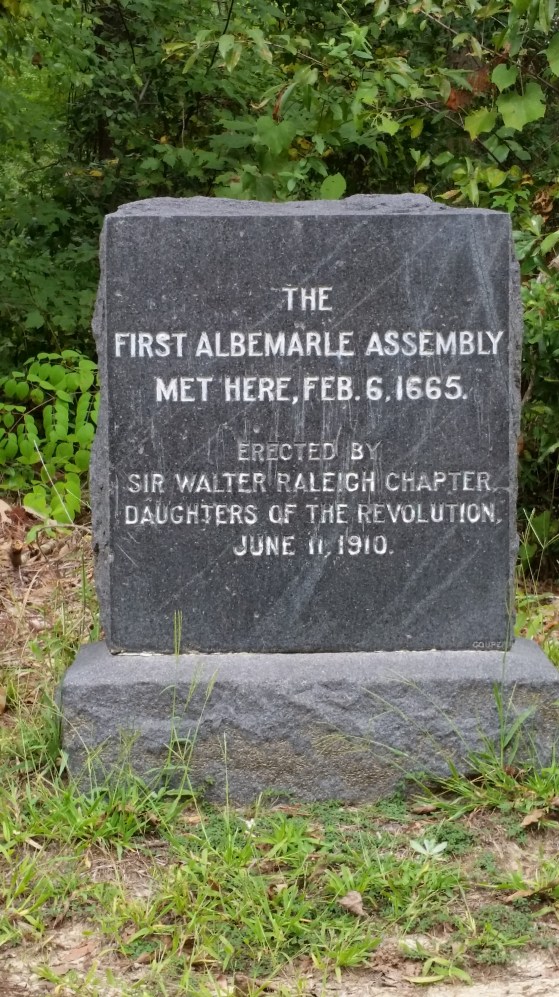 THE
FIRST ALBEMARLE ASSEMBLY
MET HERE, FEB. 6, 1665.
ERECTED BY
SIR WALTER RALEIGH CHAPTER,
DAUGHTERS OF THE REVOLUTION,
JUNE 11, 1910.